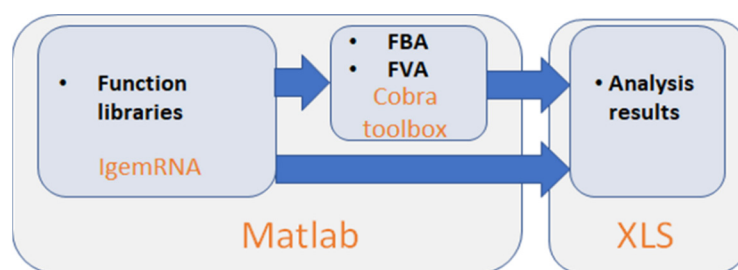 • Function
libraries
IgemRNA
• FBA
• FVA
Cobra
toolbox
• Analysis
results
Matlab
XLS